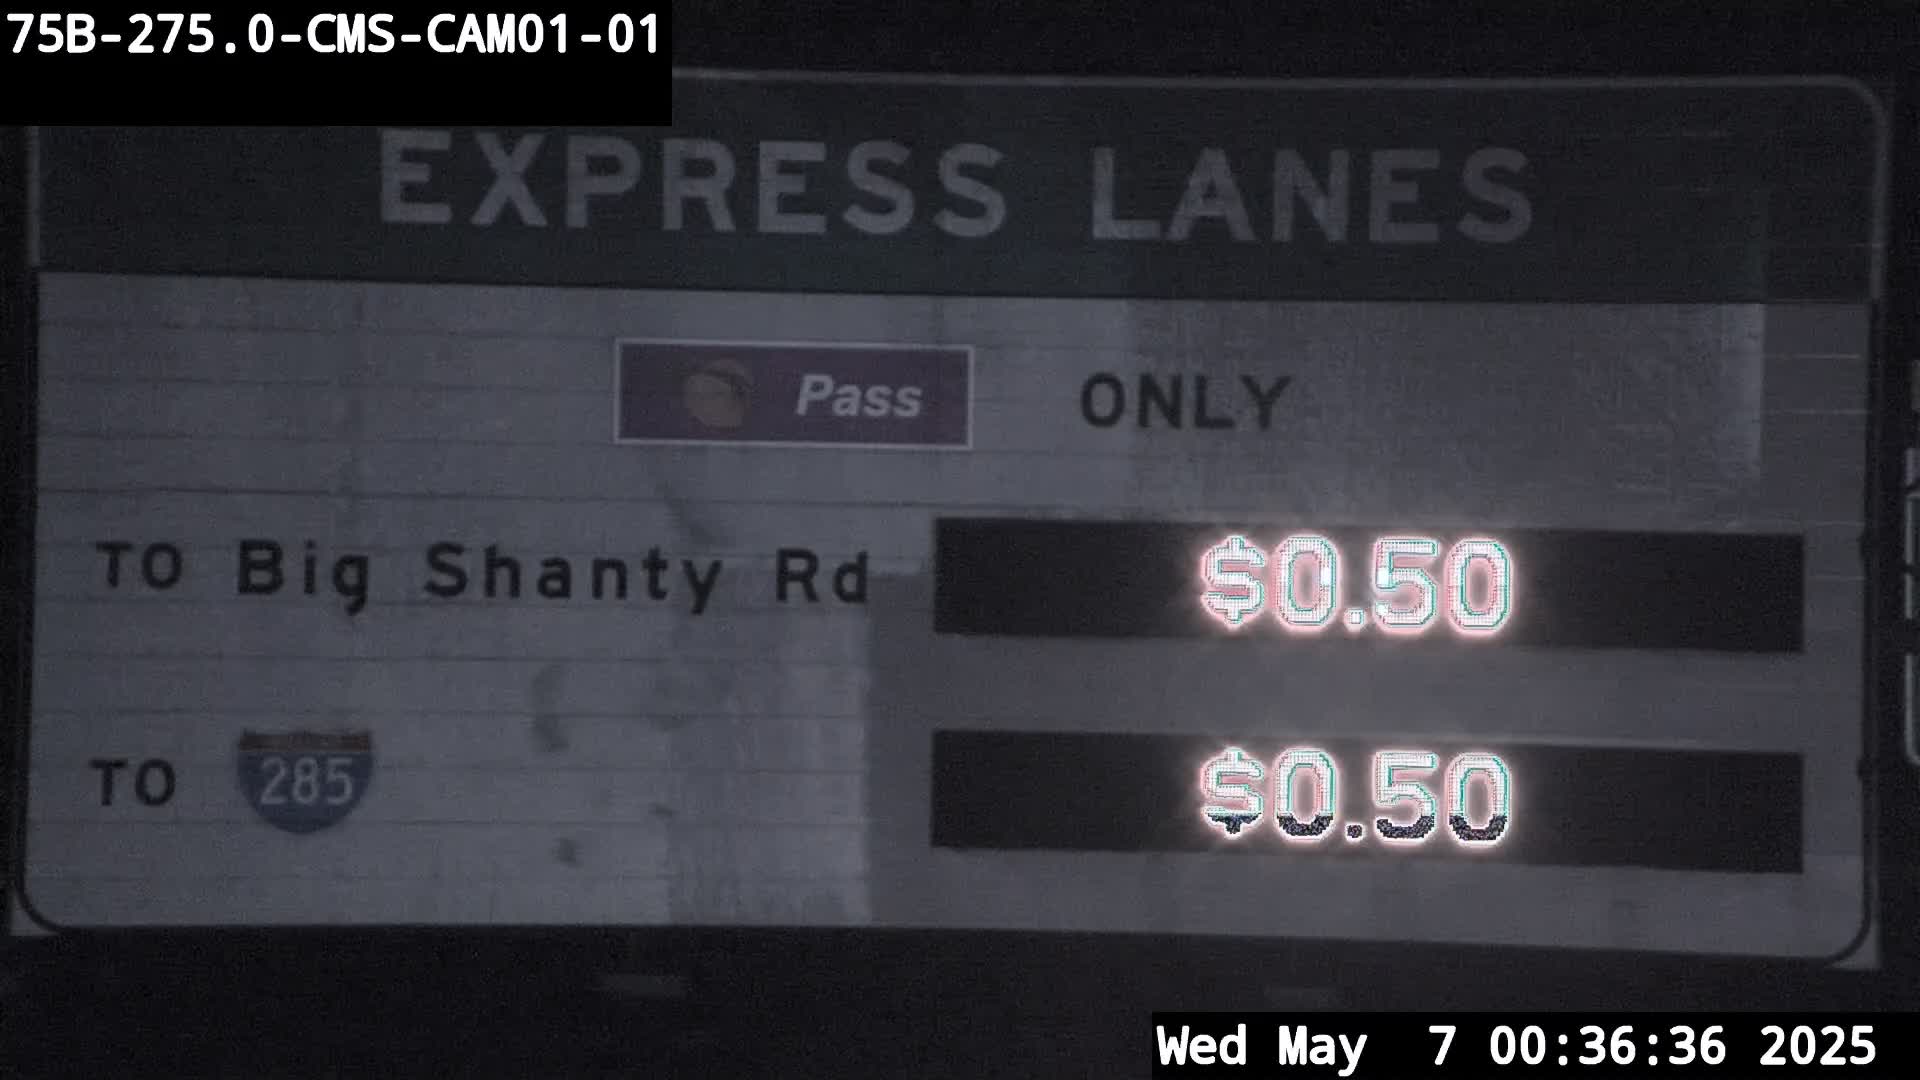 75B-275.0-CMS-CAM01-01
EXPRESS LANES
Pass ONLY
TO Big Shanty Rd $0.50
TO 285 $0.50
Wed May 7 00:36:36 2025